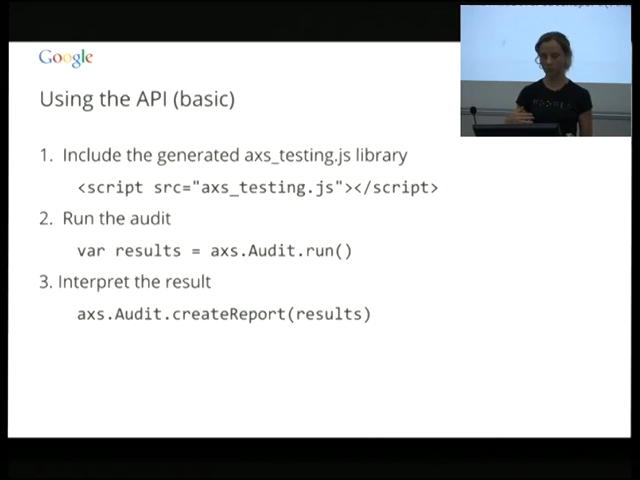 Google
Using the API (basic)
1. Include the generated axs_testing.js library
<script src="axs_testing.js"></script>
2. Run the audit
var results = axs.Audit.run()
3. Interpret the result
axs.Audit.createReport(results)